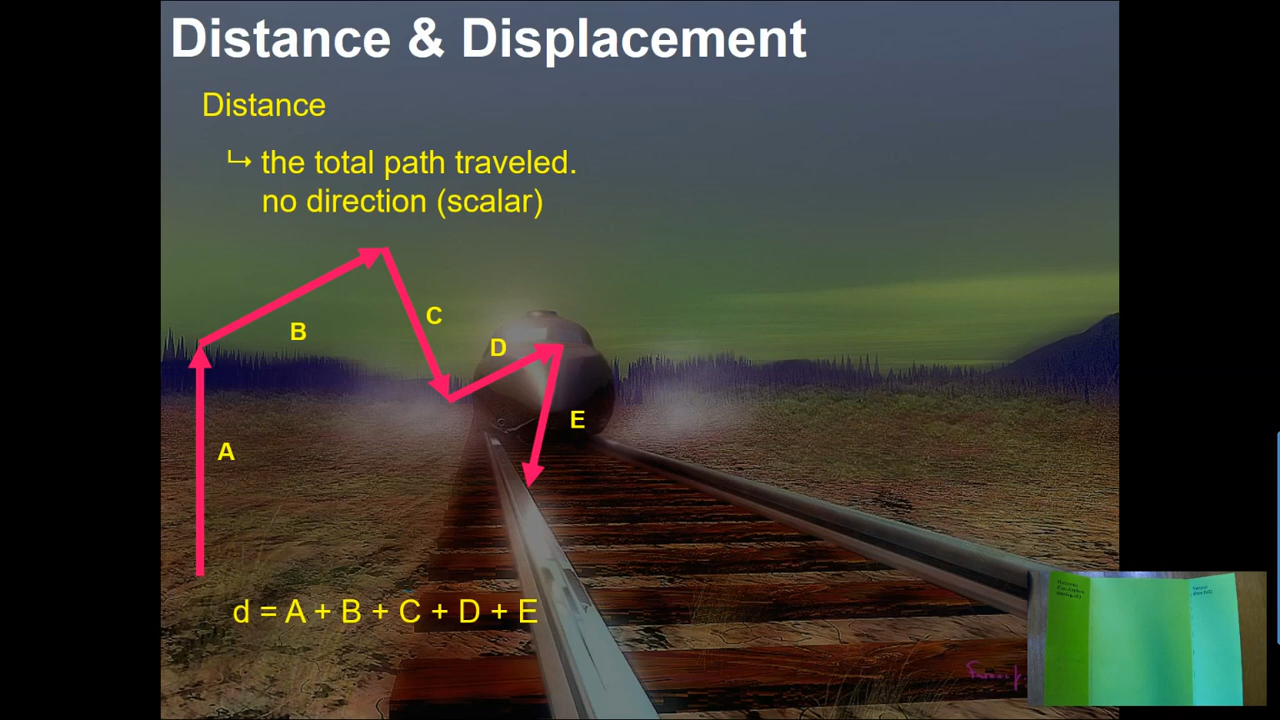 Distance & Displacement
Distance
↳ the total path traveled.
no direction (scalar)
B
C
D
E
A
d = A + B + C + D + E